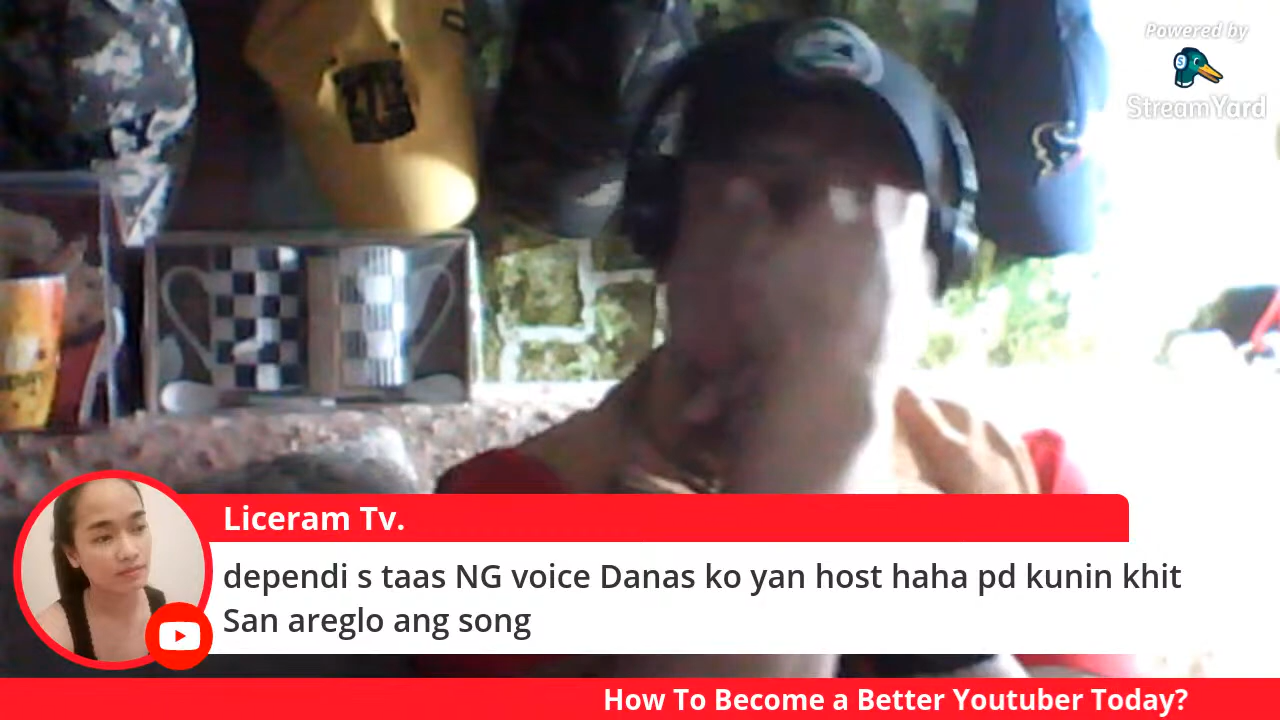 Powered by
StreamYard
Liceram Tv.
dependi s taas NG voice Danas ko yan host haha pd kunin khit
San areglo ang song
How To Become a Better Youtuber Today?